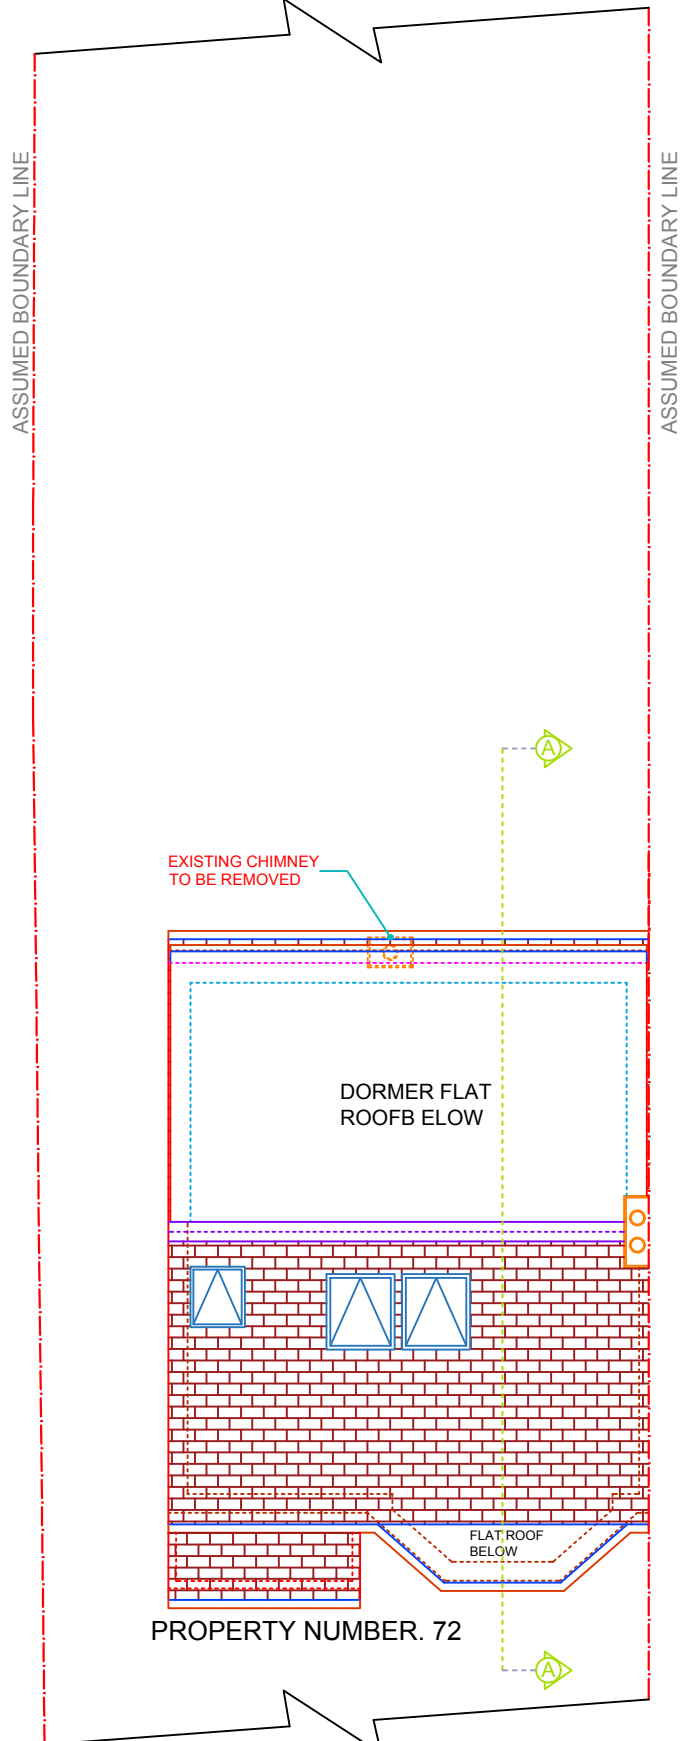 ASSUMED BOUNDARY LINE
ASSUMED BOUNDARY LINE
A
EXISTING CHIMNEY
TO BE REMOVED
DORMER FLAT
ROOFB ELOW
FLAT ROOF
BELOW
PROPERTY NUMBER. 72
A